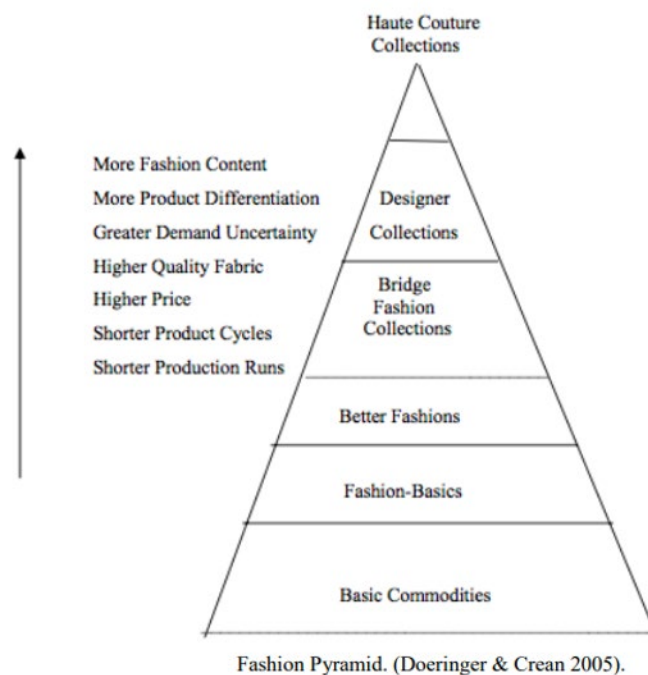 Haute Couture
Collections
More Fashion Content
More Product Differentiation
Greater Demand Uncertainty
Higher Quality Fabric
Higher Price
Shorter Product Cycles
Shorter Production Runs
Designer
Collections
Bridge
Fashion
Collections
Better Fashions
Fashion-Basics
Basic Commodities
Fashion Pyramid. (Doeringer & Crean 2005).